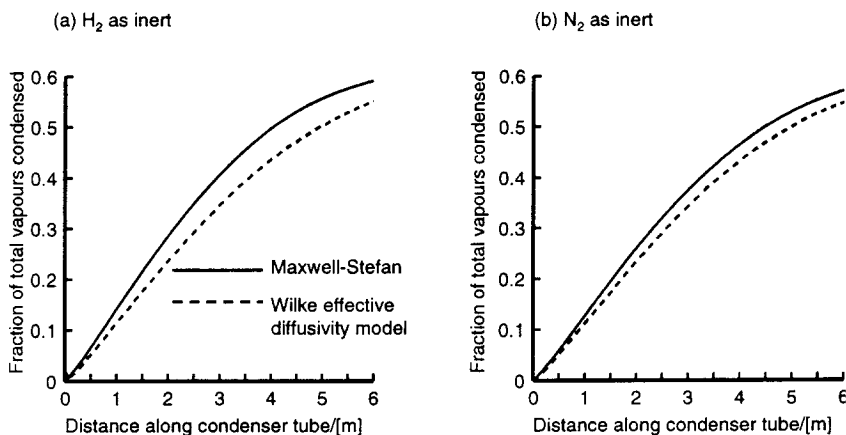 (a) H₂ as inert
Fraction of total vapours condensed
0.6
0.5
0.4
0.3
0.2
0.1
0
0 1 2 3 4 5 6
Distance along condenser tube/[m]
Maxwell-Stefan
Wilke effective
diffusivity model
(b) N₂ as inert
Fraction of total vapours condensed
0.6
0.5
0.4
0.3
0.2
0.1
0
0 1 2 3 4 5 6
Distance along condenser tube/[m]